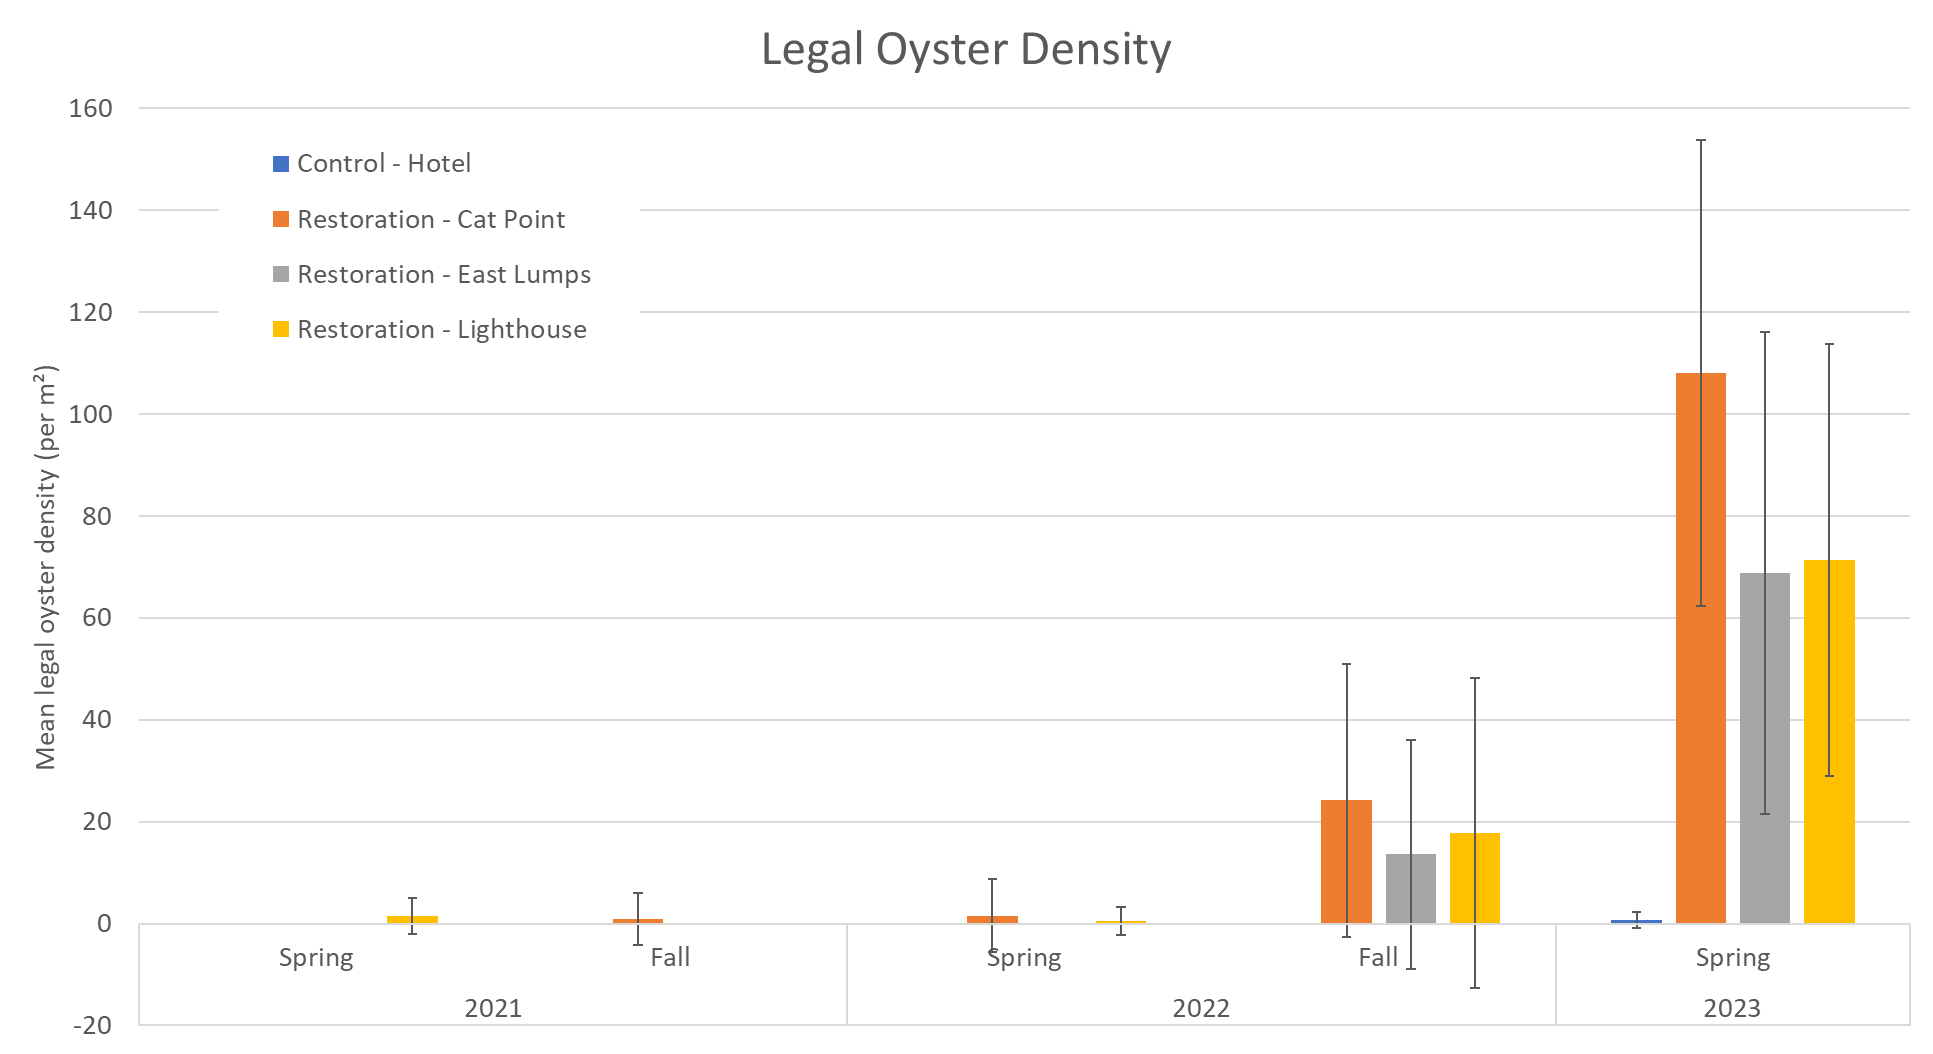 Legal Oyster Density
160
140
120
100
80
60
40
20
0
-20
Mean legal oyster density (per m²)
Control - Hotel
Restoration - Cat Point
Restoration - East Lumps
Restoration - Lighthouse
Spring
Fall
Spring
Fall
Spring
2021
2022
2023